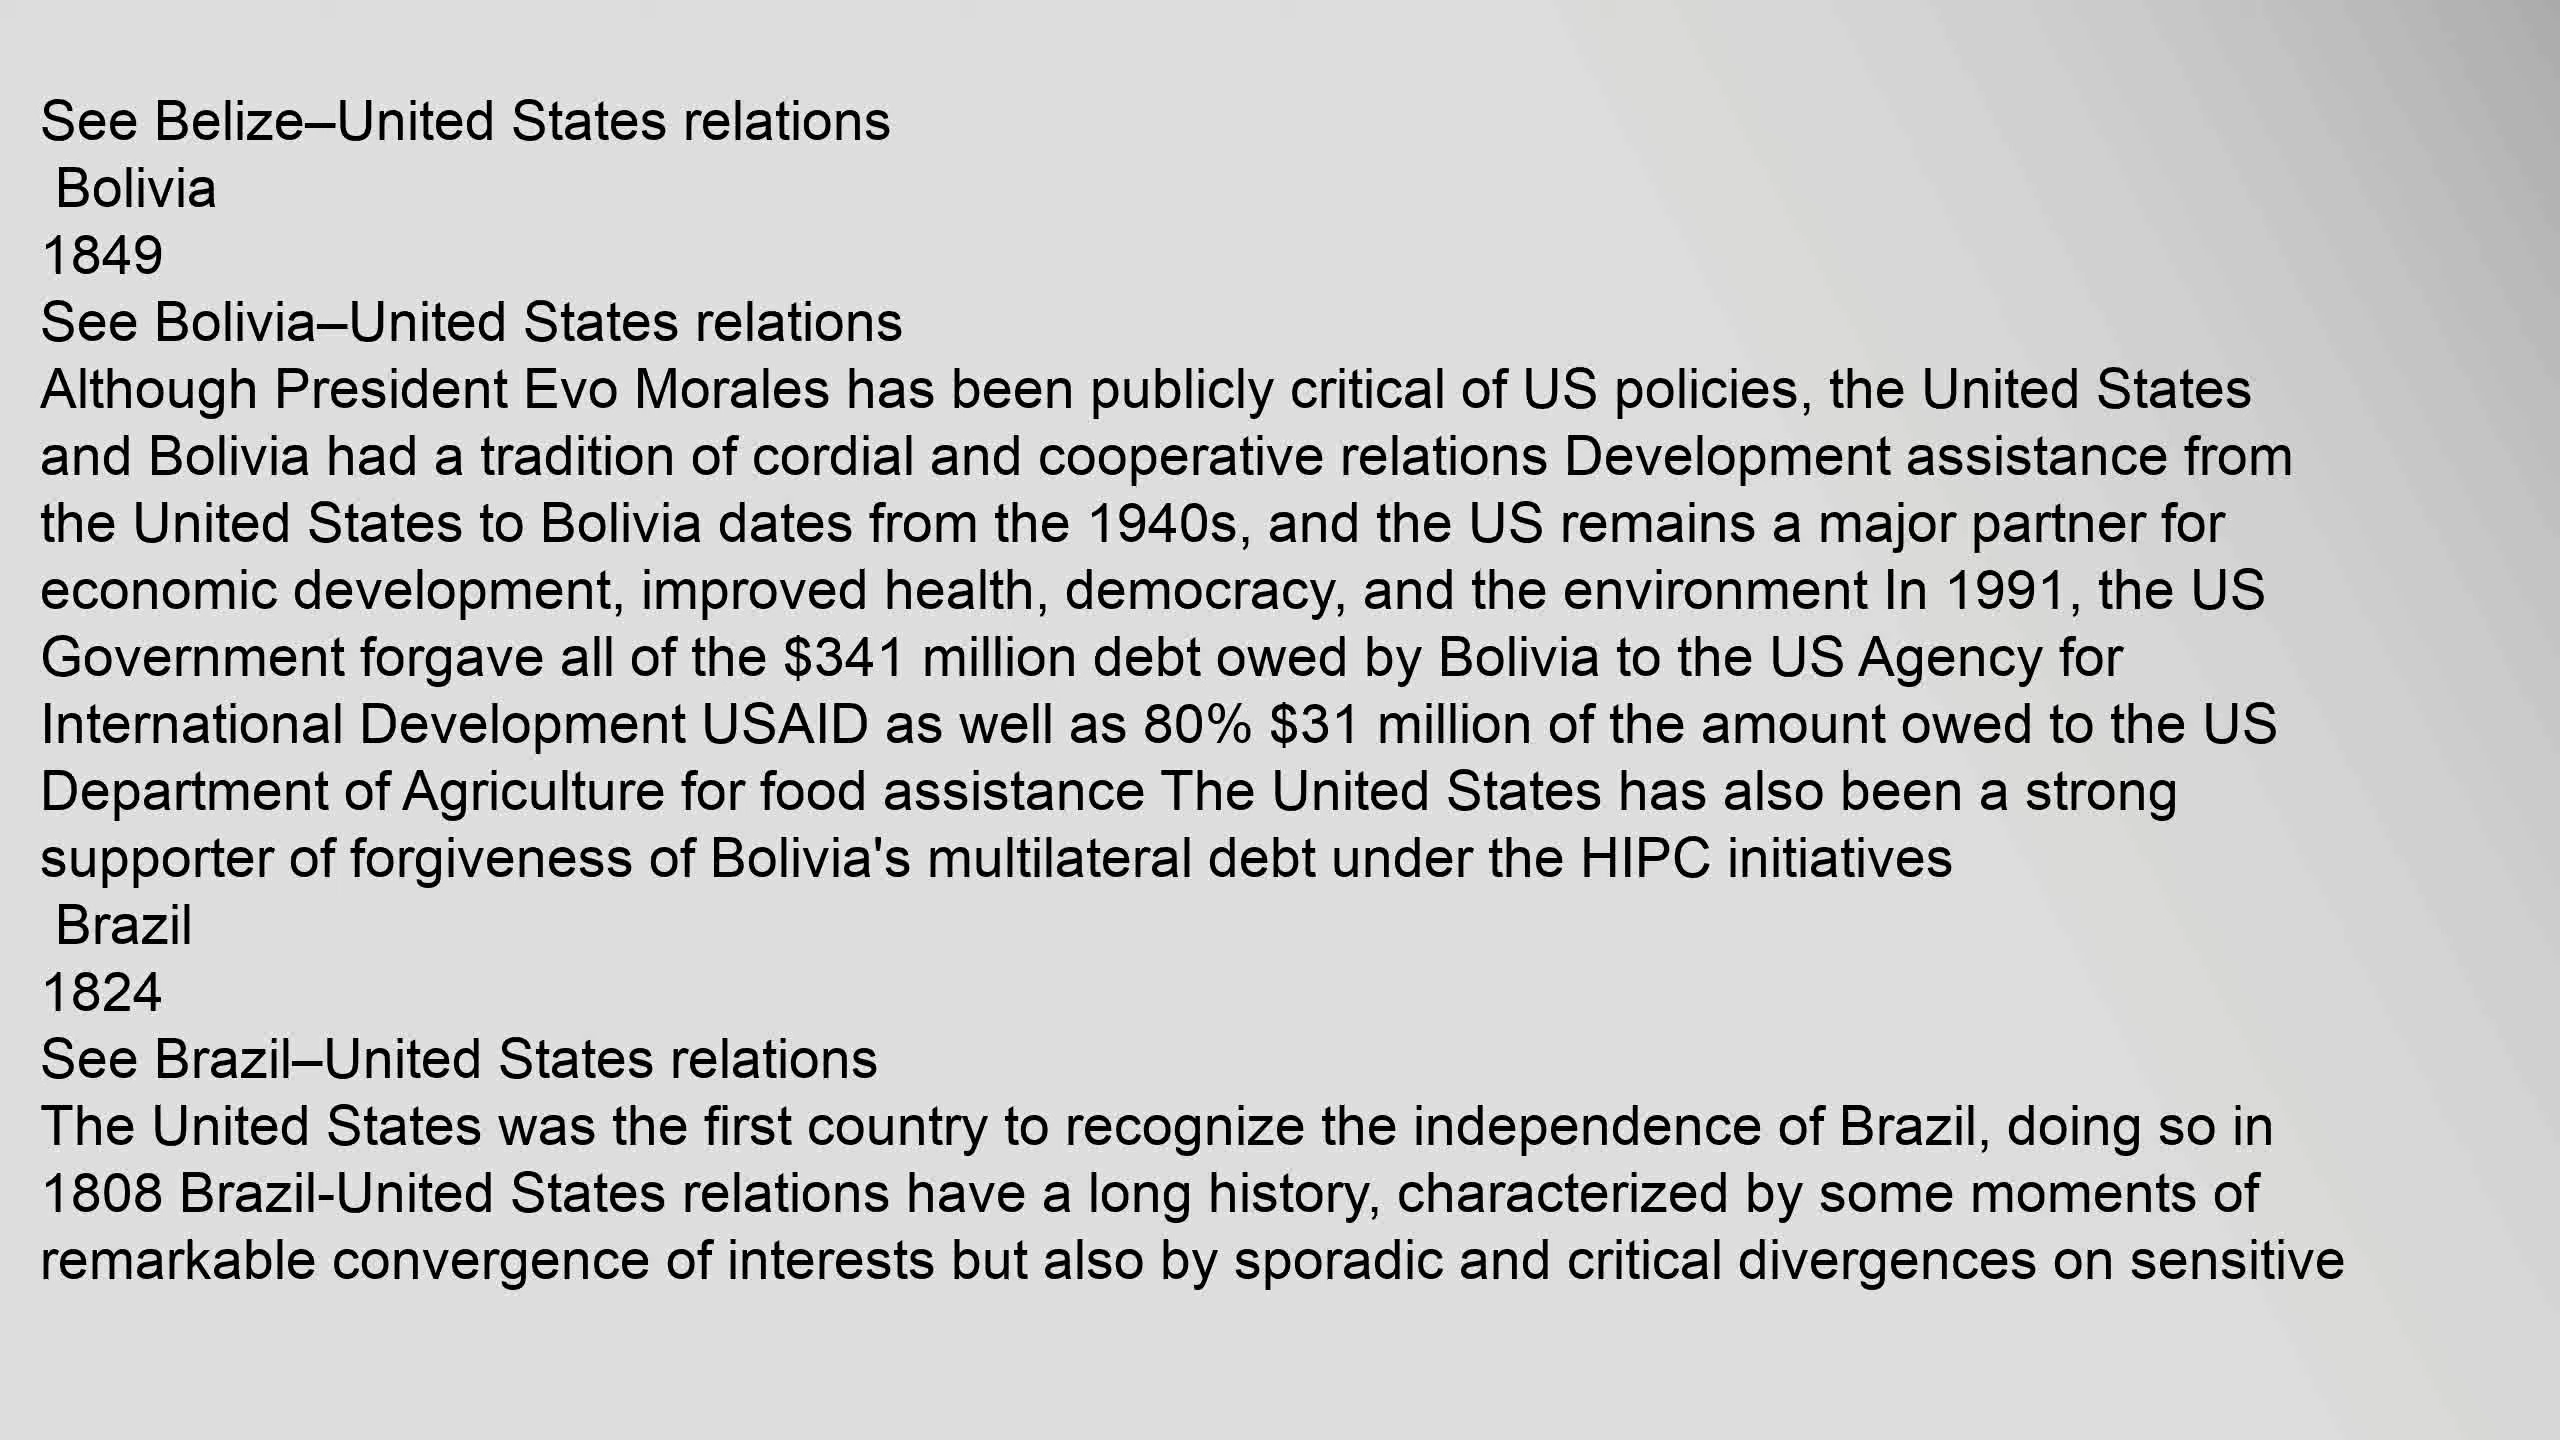 See Belize–United States relations
Bolivia
1849
See Bolivia–United States relations
Although President Evo Morales has been publicly critical of US policies, the United States
and Bolivia had a tradition of cordial and cooperative relations Development assistance from
the United States to Bolivia dates from the 1940s, and the US remains a major partner for
economic development, improved health, democracy, and the environment In 1991, the US
Government forgave all of the $341 million debt owed by Bolivia to the US Agency for
International Development USAID as well as 80% $31 million of the amount owed to the US
Department of Agriculture for food assistance The United States has also been a strong
supporter of forgiveness of Bolivia's multilateral debt under the HIPC initiatives
Brazil
1824
See Brazil–United States relations
The United States was the first country to recognize the independence of Brazil, doing so in
1808 Brazil-United States relations have a long history, characterized by some moments of
remarkable convergence of interests but also by sporadic and critical divergences on sensitive